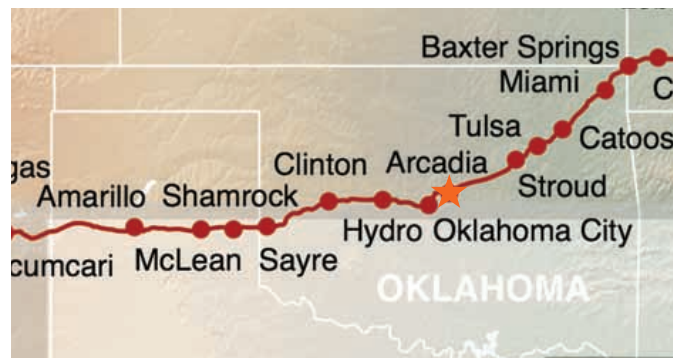 Baxter Springs
Miami
C
Tulsa
Catoos
Clinton Arcadia
gas
Stroud
Amarillo Shamrock
Hydro Oklahoma City
cumcari McLean Sayre
OKLAHOMA